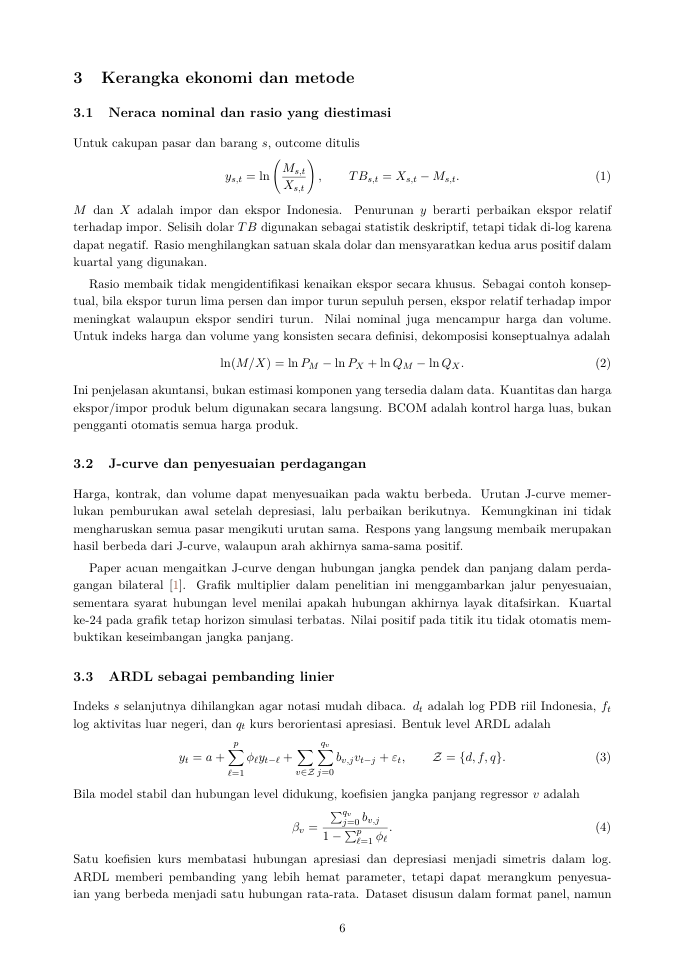 3 Kerangka ekonomi dan metode
3.1 Neraca nominal dan rasio yang diestimasi
Untuk cakupan pasar dan barang s, outcome ditulis
y_{s,t} = ln(M_{s,t}/X_{s,t}), TB_{s,t} = X_{s,t} − M_{s,t}. (1)
M dan X adalah impor dan ekspor Indonesia. Penurunan y berarti perbaikan ekspor relatif
terhadap impor. Selisih dolar TB digunakan sebagai statistik deskriptif, tetapi tidak di-log karena
dapat negatif. Rasio menghilangkan satuan skala dolar dan mensyaratkan kedua arus positif dalam
kuartal yang digunakan.
Rasio membaik tidak mengidentifikasi kenaikan ekspor secara khusus. Sebagai contoh konsep-
tual, bila ekspor turun lima persen dan impor turun sepuluh persen, ekspor relatif terhadap impor
meningkat walaupun ekspor sendiri turun. Nilai nominal juga mencampur harga dan volume.
Untuk indeks harga dan volume yang konsisten secara definisi, dekomposisi konseptualnya adalah
ln(M/X) = ln P_M − ln P_X + ln Q_M − ln Q_X. (2)
Ini penjelasan akuntansi, bukan estimasi komponen yang tersedia dalam data. Kuantitas dan harga
ekspor/impor produk belum digunakan secara langsung. BCOM adalah kontrol harga luas, bukan
pengganti otomatis semua harga produk.
3.2 J-curve dan penyesuaian perdagangan
Harga, kontrak, dan volume dapat menyesuaikan pada waktu berbeda. Urutan J-curve memer-
lukan pemburukan awal setelah depresiasi, lalu perbaikan berikutnya. Kemungkinan ini tidak
mengharuskan semua pasar mengikuti urutan sama. Respons yang langsung membaik merupakan
hasil berbeda dari J-curve, walaupun arah akhirnya sama-sama positif.
Paper acuan mengaitkan J-curve dengan hubungan jangka pendek dan panjang dalam perda-
gangan bilateral [1]. Grafik multiplier dalam penelitian ini menggambarkan jalur penyesuaian,
sementara syarat hubungan level menilai apakah hubungan akhirnya layak ditafsirkan. Kuartal
ke-24 pada grafik tetap horizon simulasi terbatas. Nilai positif pada titik itu tidak otomatis mem-
buktikan keseimbangan jangka panjang.
3.3 ARDL sebagai pembanding linier
Indeks s selanjutnya dihilangkan agar notasi mudah dibaca. d_t adalah log PDB riil Indonesia, f_t
log aktivitas luar negeri, dan q_t kurs berorientasi apresiasi. Bentuk level ARDL adalah
y_t = a + ∑_{ℓ=1}^{p} ϕ_ℓ y_{t−ℓ} + ∑_{v∈𝒵} ∑_{j=0}^{q_v} b_{v,j} v_{t−j} + ε_t, 𝒵 = {d, f, q}. (3)
Bila model stabil dan hubungan level didukung, koefisien jangka panjang regressor v adalah
β_v = ∑_{j=0}^{q_v} b_{v,j} / (1 − ∑_{ℓ=1}^{p} ϕ_ℓ). (4)
Satu koefisien kurs membatasi hubungan apresiasi dan depresiasi menjadi simetris dalam log.
ARDL memberi pembanding yang lebih hemat parameter, tetapi dapat merangkum penyesua-
ian yang berbeda menjadi satu hubungan rata-rata. Dataset disusun dalam format panel, namun
6